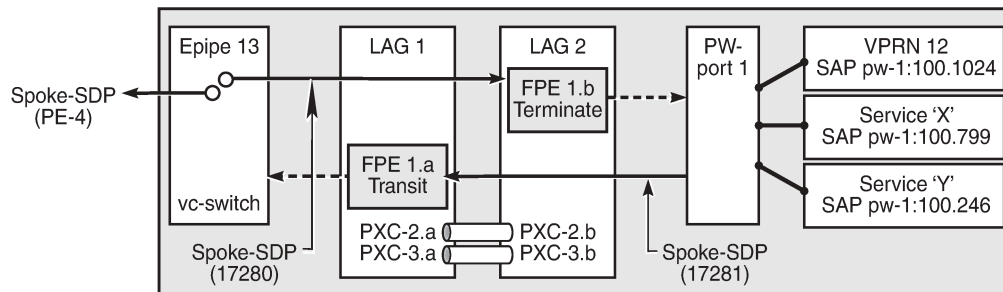 Epipe 13
LAG 1
LAG 2
PW-
port 1
VPRN 12
SAP pw-1:100.1024
Spoke-SDP
(PE-4)
FPE 1.b
Terminate
Service ‘X’
SAP pw-1:100.799
FPE 1.a
Transit
Service ‘Y’
SAP pw-1:100.246
vc-switch
PXC-2.a
PXC-2.b
PXC-3.a
PXC-3.b
Spoke-SDP
(17280)
Spoke-SDP
(17281)